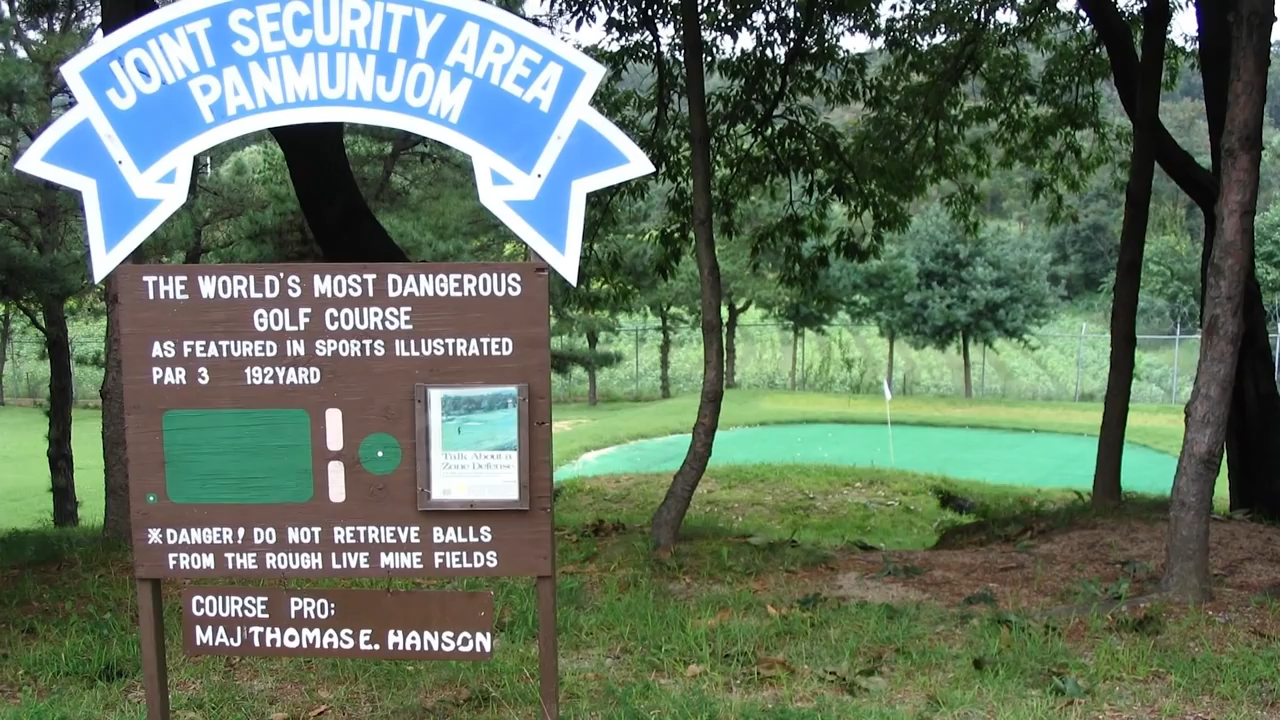 JOINT SECURITY AREA
PANMUNJOM
THE WORLD'S MOST DANGEROUS
GOLF COURSE
AS FEATURED IN SPORTS ILLUSTRATED
PAR 3 192YARD
Talk About a
Zone Defense
※DANGER! DO NOT RETRIEVE BALLS
FROM THE ROUGH LIVE MINE FIELDS
COURSE PRO:
MAJ THOMAS E. HANSON